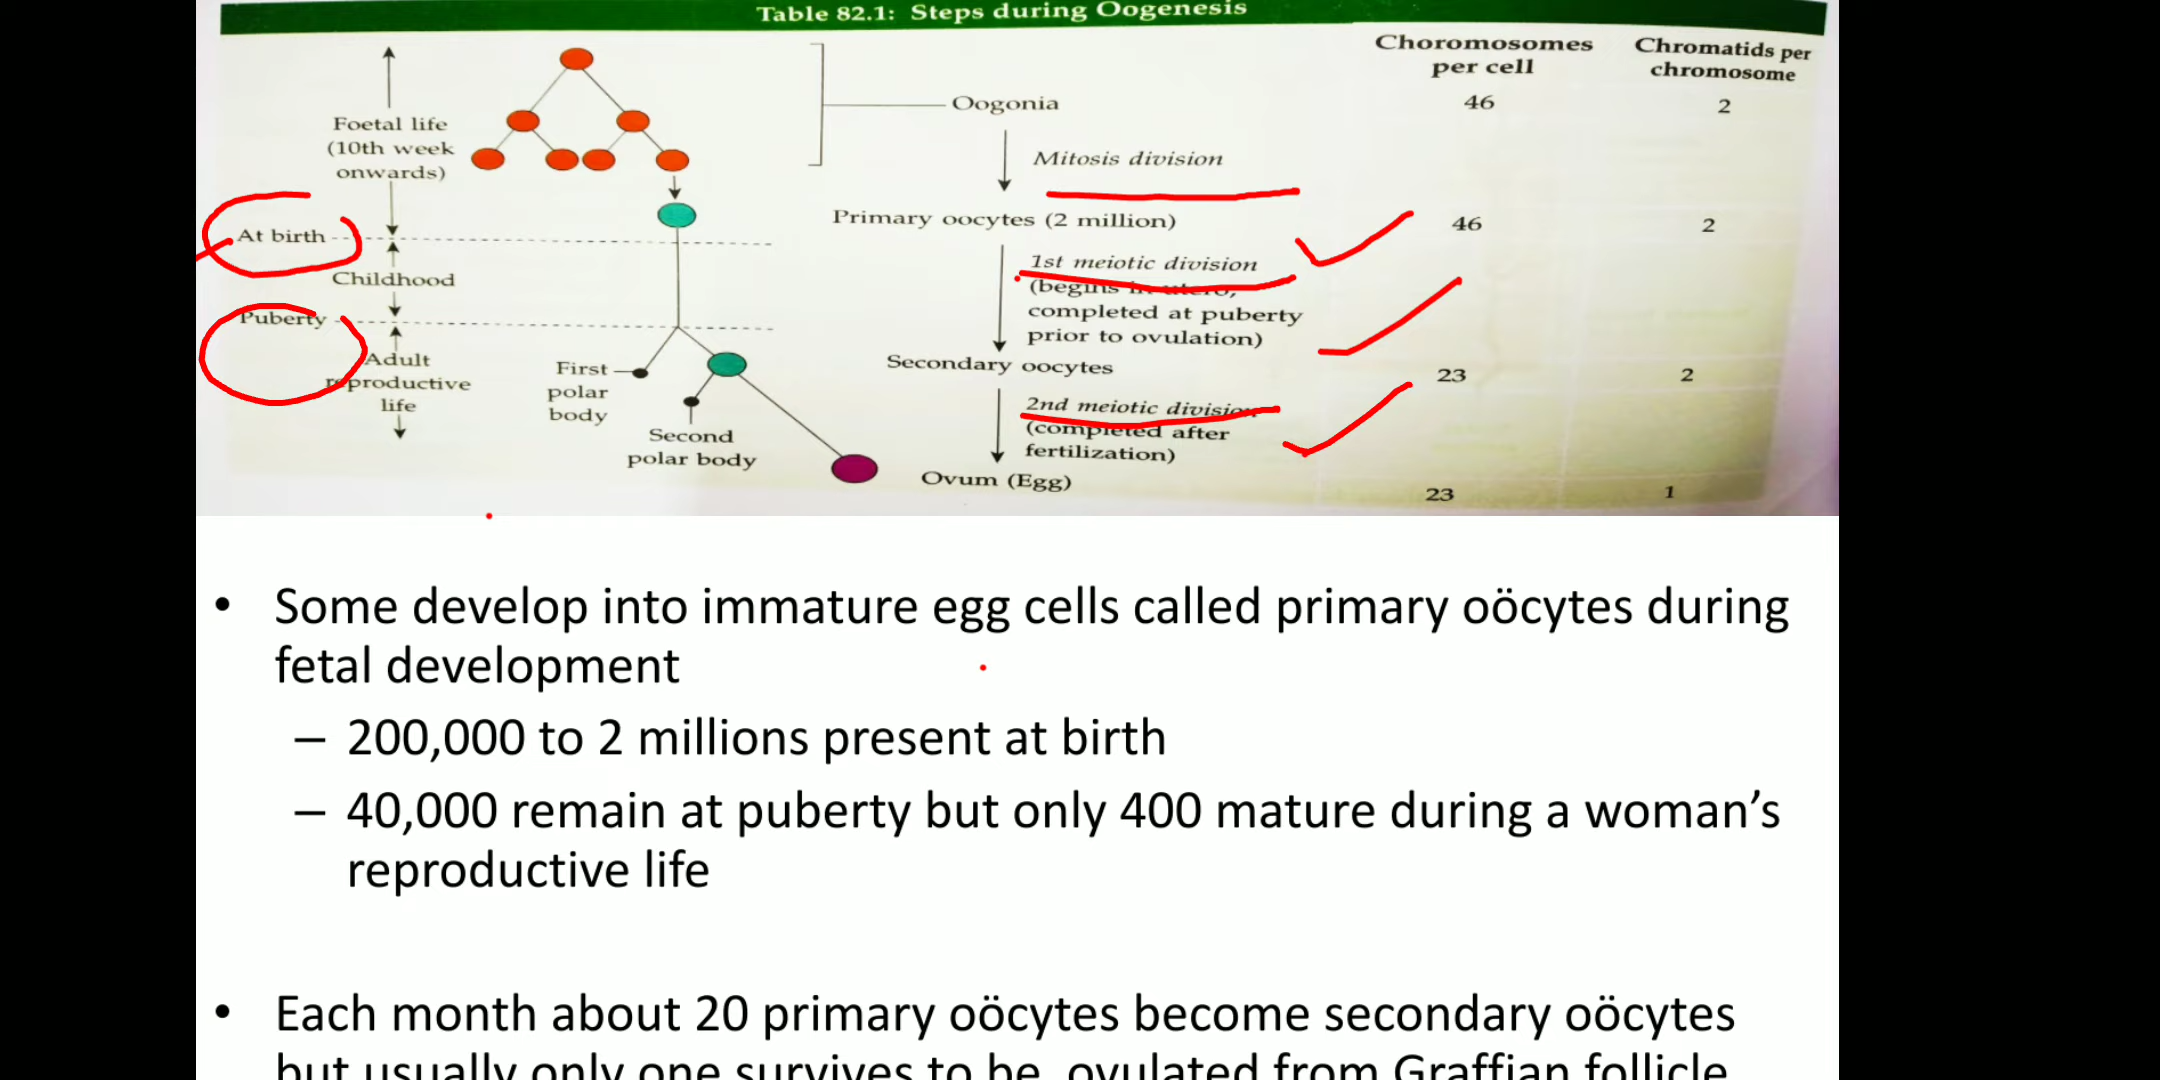 Table 82.1: Steps during Oogenesis
Choromosomes per cell
Chromatids per chromosome
Foetal life
(10th week
onwards)
At birth
Childhood
Puberty
Adult
reproductive
life
First
polar
body
Second
polar body
Oogonia
46
2
Mitosis division
Primary oocytes (2 million)
46
2
1st meiotic division
(begins in utero,
completed at puberty
prior to ovulation)
Secondary oocytes
23
2
2nd meiotic division
(completed after
fertilization)
Ovum (Egg)
23
1
• Some develop into immature egg cells called primary oöcytes during
fetal development
– 200,000 to 2 millions present at birth
– 40,000 remain at puberty but only 400 mature during a woman’s
reproductive life
• Each month about 20 primary oöcytes become secondary oöcytes
but usually only one survives to be ovulated from Graffian follicle